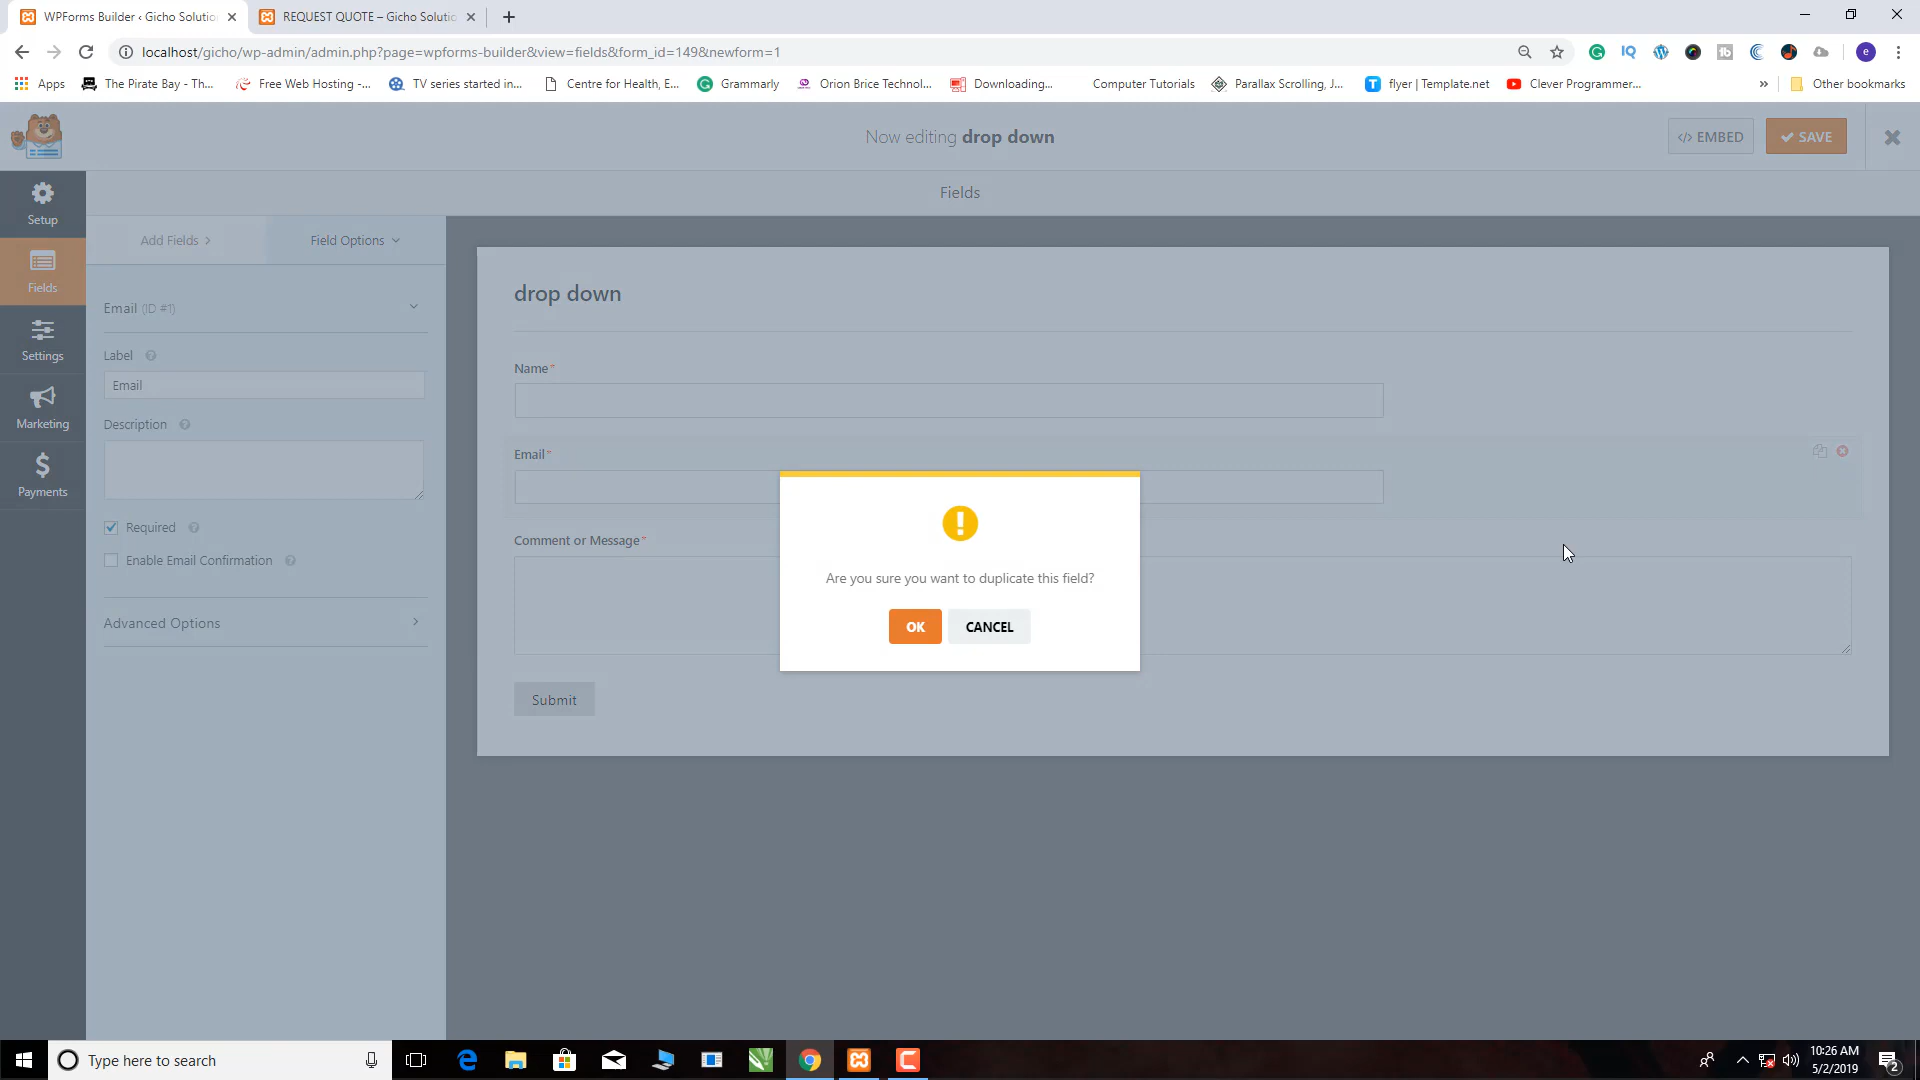 WPForms Builder ‹ Gicho Solutio
REQUEST QUOTE – Gicho Solutio
localhost/gicho/wp-admin/admin.php?page=wpforms-builder&view=fields&form_id=149&newform=1
Apps
The Pirate Bay - Th...
Free Web Hosting -...
TV series started in...
Centre for Health, E...
Grammarly
Orion Brice Technol...
Downloading...
Computer Tutorials
Parallax Scrolling, J...
flyer | Template.net
Clever Programmer...
»
Other bookmarks
Now editing drop down
</> EMBED
SAVE
Fields
Setup
Fields
Settings
Marketing
Payments
Add Fields
Field Options
Email (ID #1)
Label
Email
Description
Required
Enable Email Confirmation
Advanced Options
drop down
Name*
Email*
Comment or Message*
Submit
Are you sure you want to duplicate this field?
OK
CANCEL
Type here to search
10:26 AM
5/2/2019
2